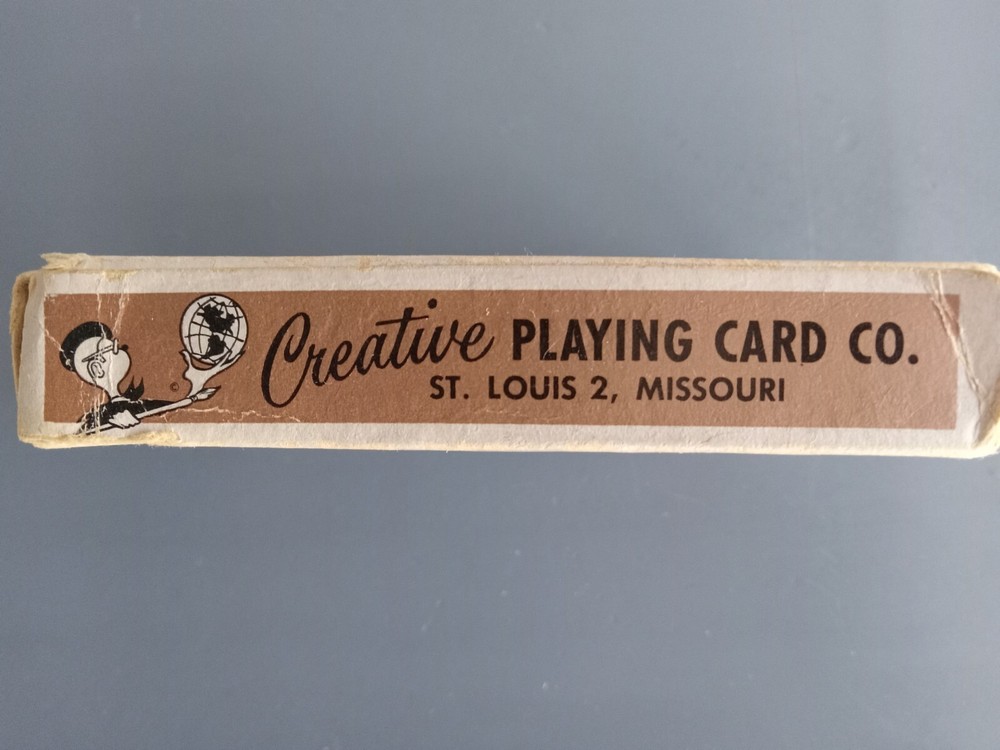 Creative PLAYING CARD CO.
ST. LOUIS 2, MISSOURI
©